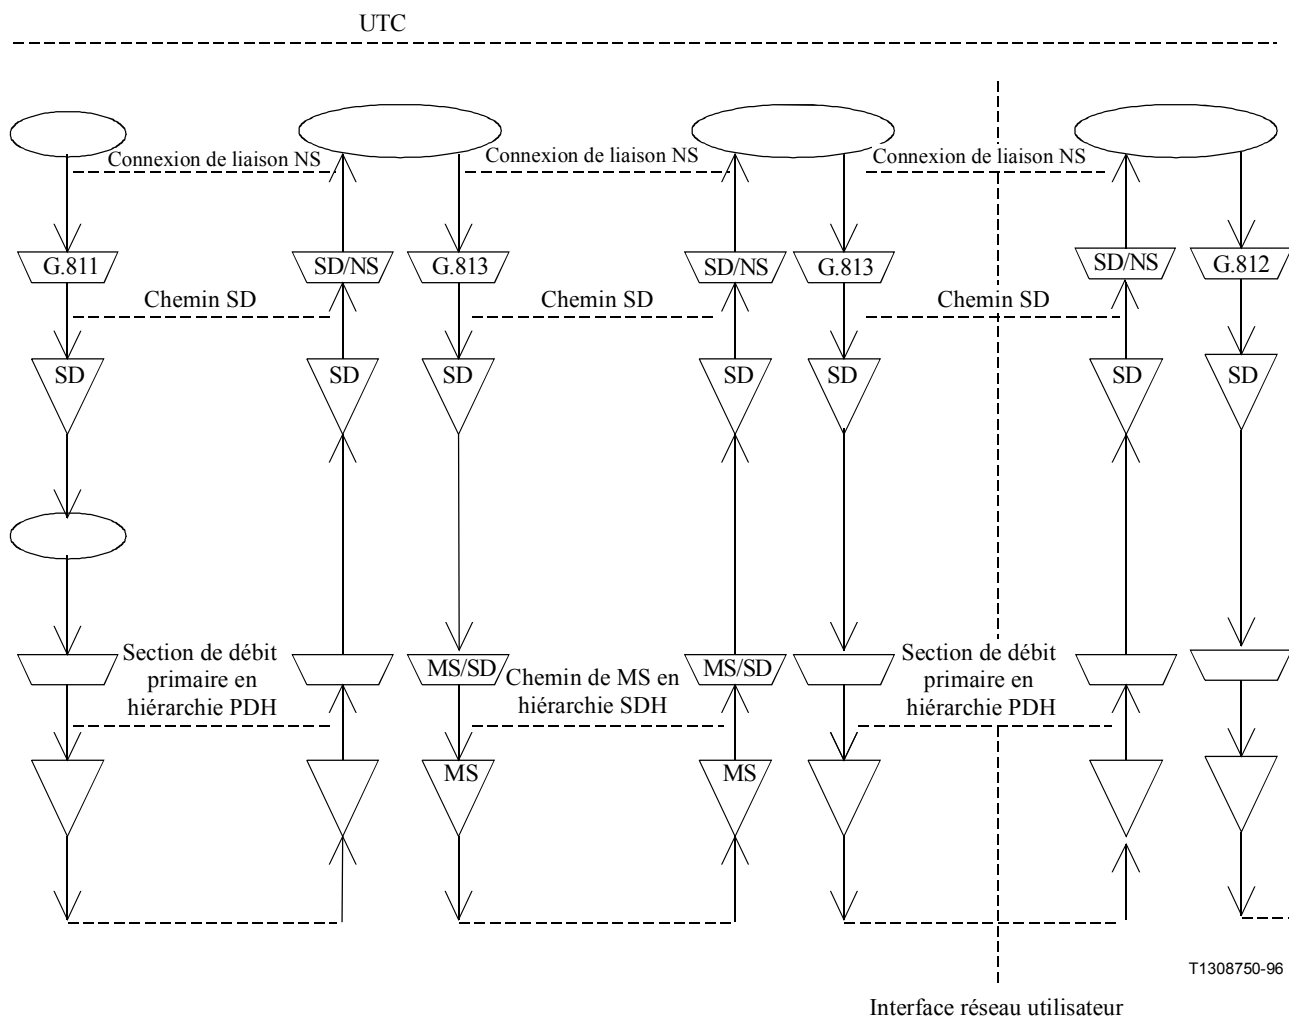 UTC
Connexion de liaison NS
Connexion de liaison NS
Connexion de liaison NS
G.811
SD/NS
G.813
SD/NS
G.813
SD/NS
G.812
Chemin SD
Chemin SD
Chemin SD
SD
SD
SD
SD
SD
SD
SD
Section de débit
primaire en
hiérarchie PDH
MS/SD
Chemin de MS en
hiérarchie SDH
MS/SD
Section de débit
primaire en
hiérarchie PDH
MS
MS
T1308750-96
Interface réseau utilisateur